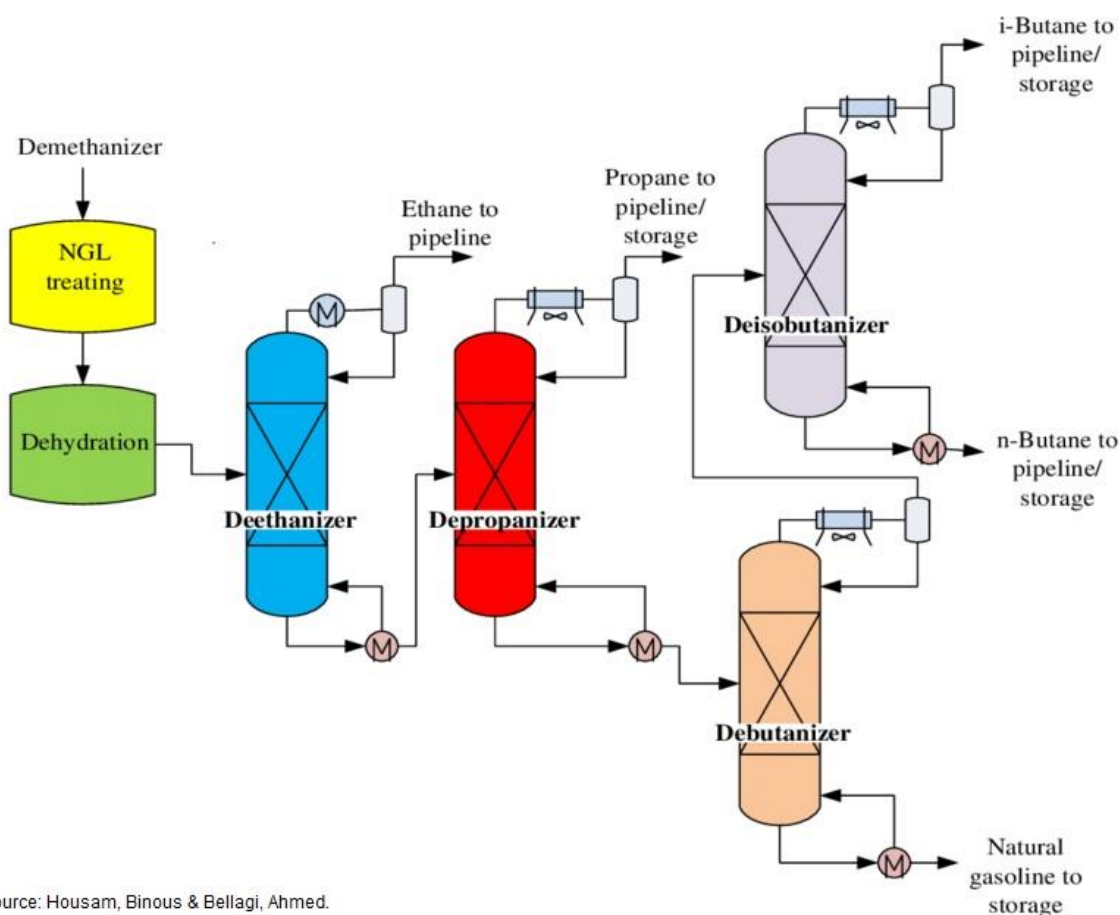 i-Butane to
pipeline/
storage
Demethanizer
NGL
treating
Dehydration
Ethane to
pipeline
Propane to
pipeline/
storage
Deethanizer
Depropanizer
Deisobutanizer
n-Butane to
pipeline/
storage
Debutanizer
Natural
gasoline to
storage
M
M
M
M
M
ource: Housam, Binous & Bellagi, Ahmed.